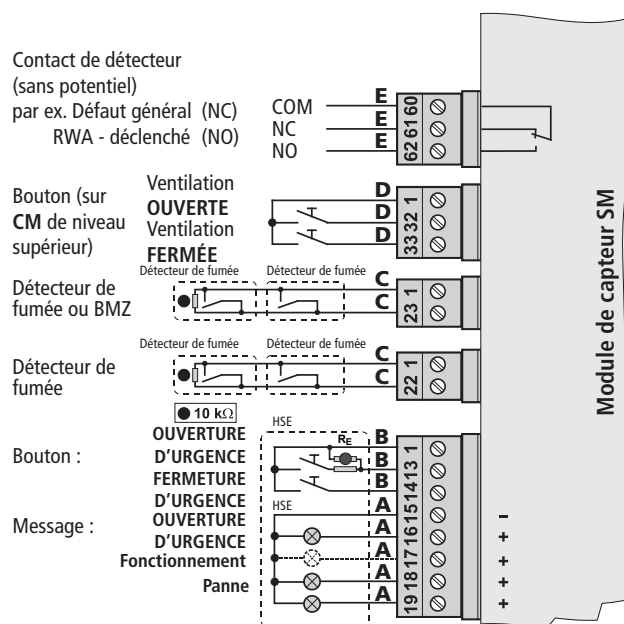 Contact de détecteur
(sans potentiel)
par ex. Défaut général (NC)
RWA - déclenché (NO)
COM E 60
NC E 61
NO E 62
Bouton (sur
CM de niveau
supérieur)
Ventilation
OUVERTE
Ventilation
FERMÉE
D 1
D 32
D 33
Détecteur de
fumée ou BMZ
Détecteur de fumée Détecteur de fumée
C 1
C 23
Détecteur de
fumée
Détecteur de fumée Détecteur de fumée
C 1
C 22
10 kΩ
HSE
Bouton :
OUVERTURE
D’URGENCE
FERMETURE
D’URGENCE
RE
B 1
B 13
B 14
HSE
Message :
OUVERTURE
D’URGENCE
Fonctionnement
Panne
A 15 -
A 16 +
A 17 +
A 18 +
A 19 +
Module de capteur SM